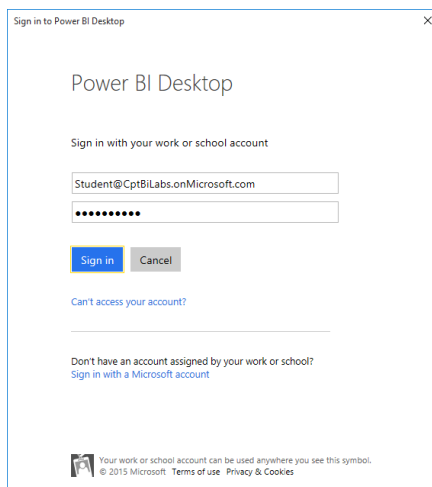 Sign in to Power BI Desktop
Power BI Desktop
Sign in with your work or school account
Student@CptBiLabs.onMicrosoft.com
●●●●●●●●●●
Sign in Cancel
Can't access your account?
Don't have an account assigned by your work or school?
Sign in with a Microsoft account
Your work or school account can be used anywhere you see this symbol.
© 2015 Microsoft Terms of use Privacy & Cookies